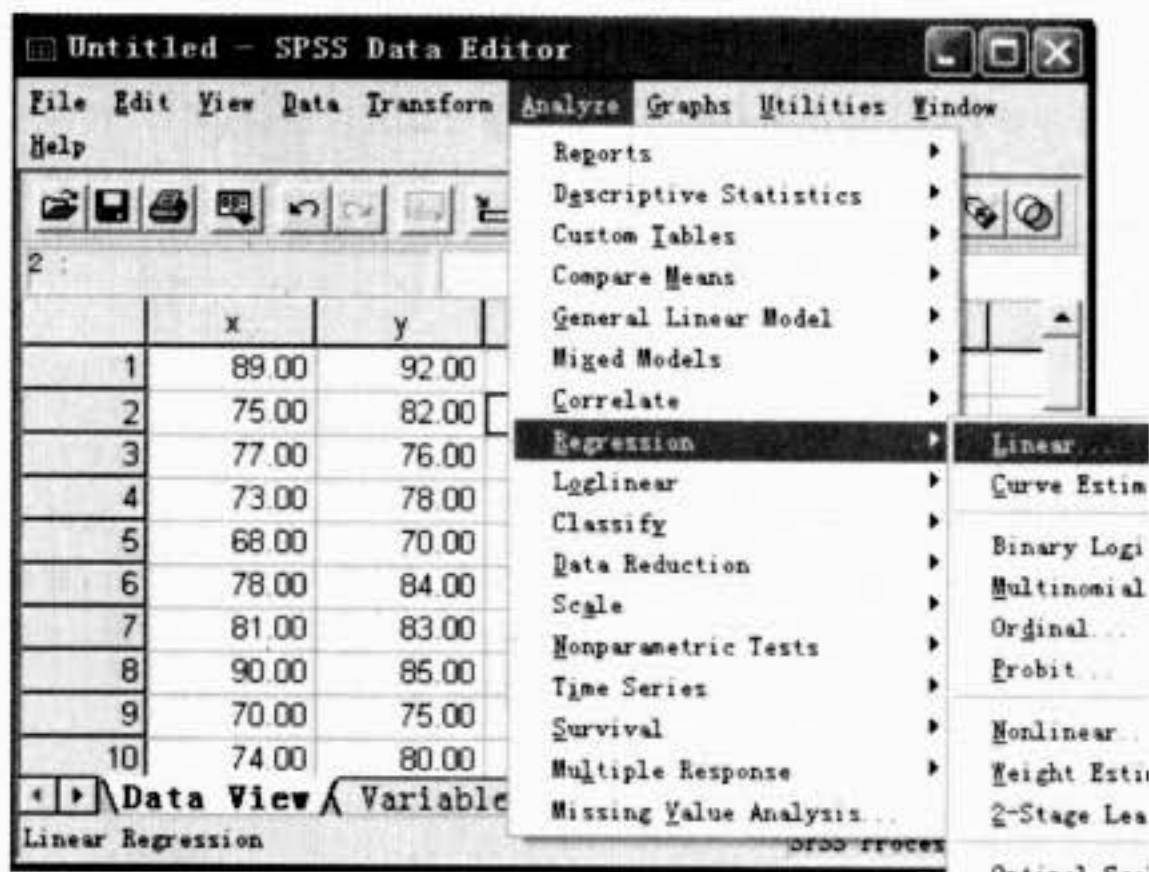 Untitled - SPSS Data Editor
File Edit View Data Transform Analyze Graphs Utilities Window
Help
Reports
Descriptive Statistics
Custom Tables
Compare Means
General Linear Model
Mixed Models
Correlate
Regression
Loglinear
Classify
Data Reduction
Scale
Nonparametric Tests
Time Series
Survival
Multiple Response
Missing Value Analysis...
Linear...
Curve Estim
Binary Logi
Multinomial
Ordinal...
Probit...
Nonlinear..
Weight Estim
2-Stage Lea
2 :
x y
1 89.00 92.00
2 75.00 82.00
3 77.00 76.00
4 73.00 78.00
5 68.00 70.00
6 78.00 84.00
7 81.00 83.00
8 90.00 85.00
9 70.00 75.00
10 74.00 80.00
Data View Variable
Linear Regression